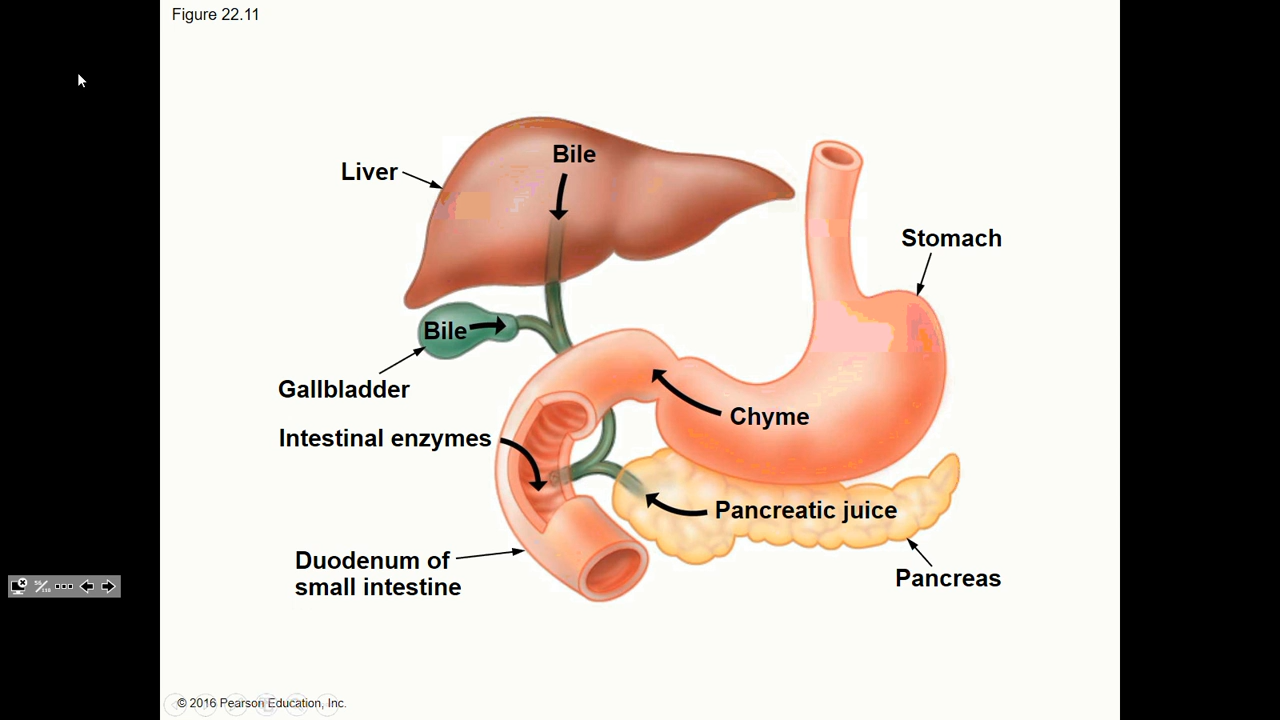 Figure 22.11
Bile
Liver
Stomach
Bile
Gallbladder
Chyme
Intestinal enzymes
Pancreatic juice
Duodenum of
small intestine
Pancreas
© 2016 Pearson Education, Inc.